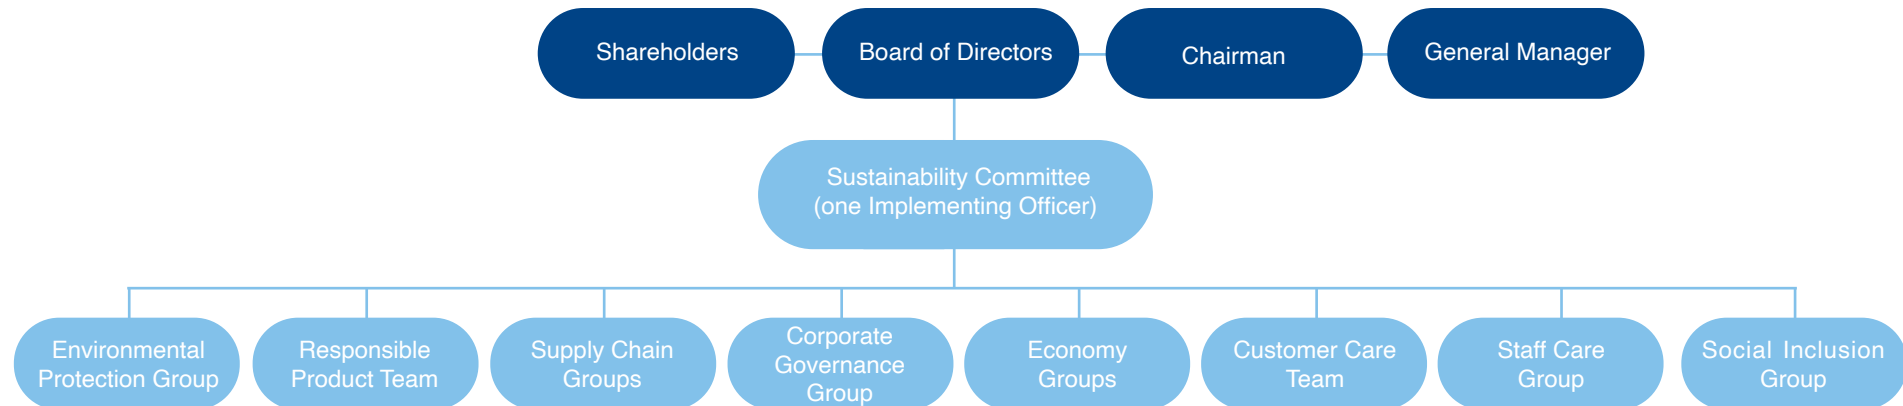 Shareholders
Board of Directors
Chairman
General Manager
Sustainability Committee
(one Implementing Officer)
Environmental
Protection Group
Responsible
Product Team
Supply Chain
Groups
Corporate
Governance
Group
Economy
Groups
Customer Care
Team
Staff Care
Group
Social Inclusion
Group